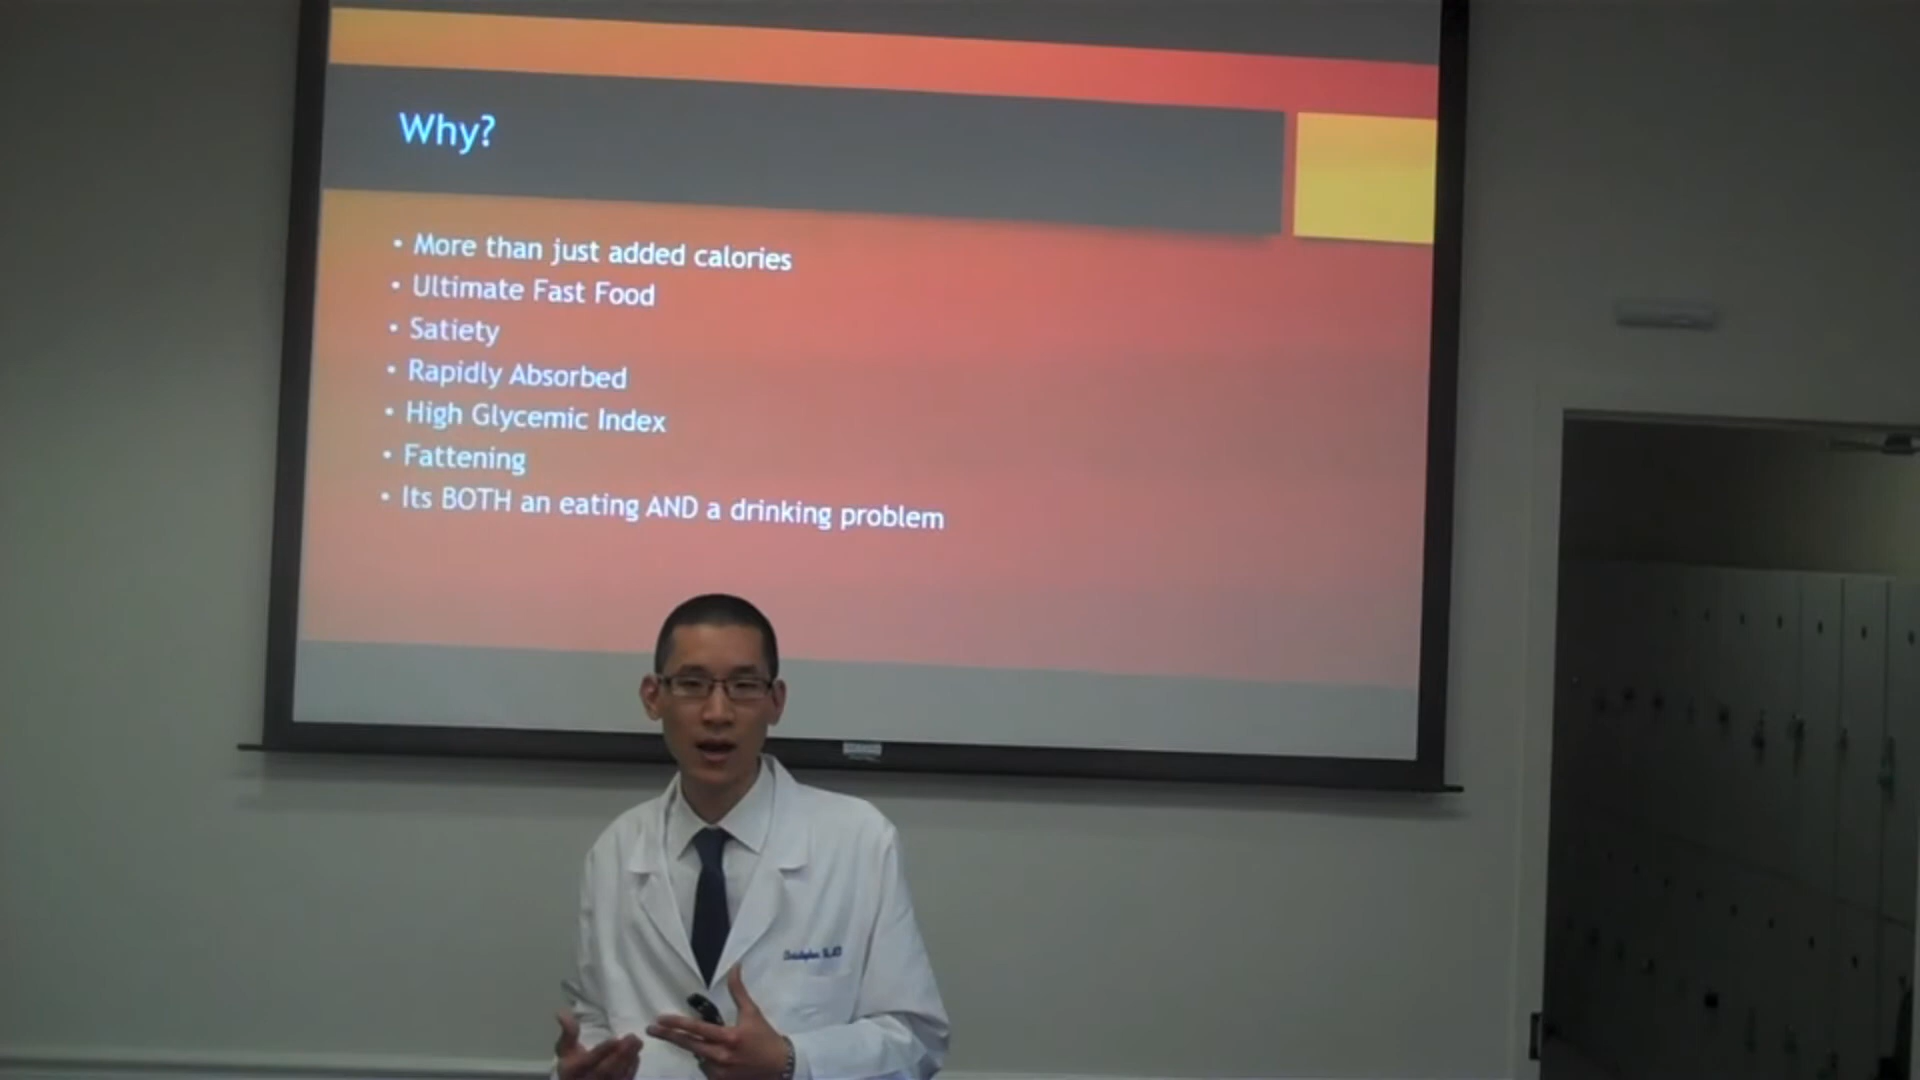 Why?
• More than just added calories
• Ultimate Fast Food
• Satiety
• Rapidly Absorbed
• High Glycemic Index
• Fattening
• Its BOTH an eating AND a drinking problem
Christopher